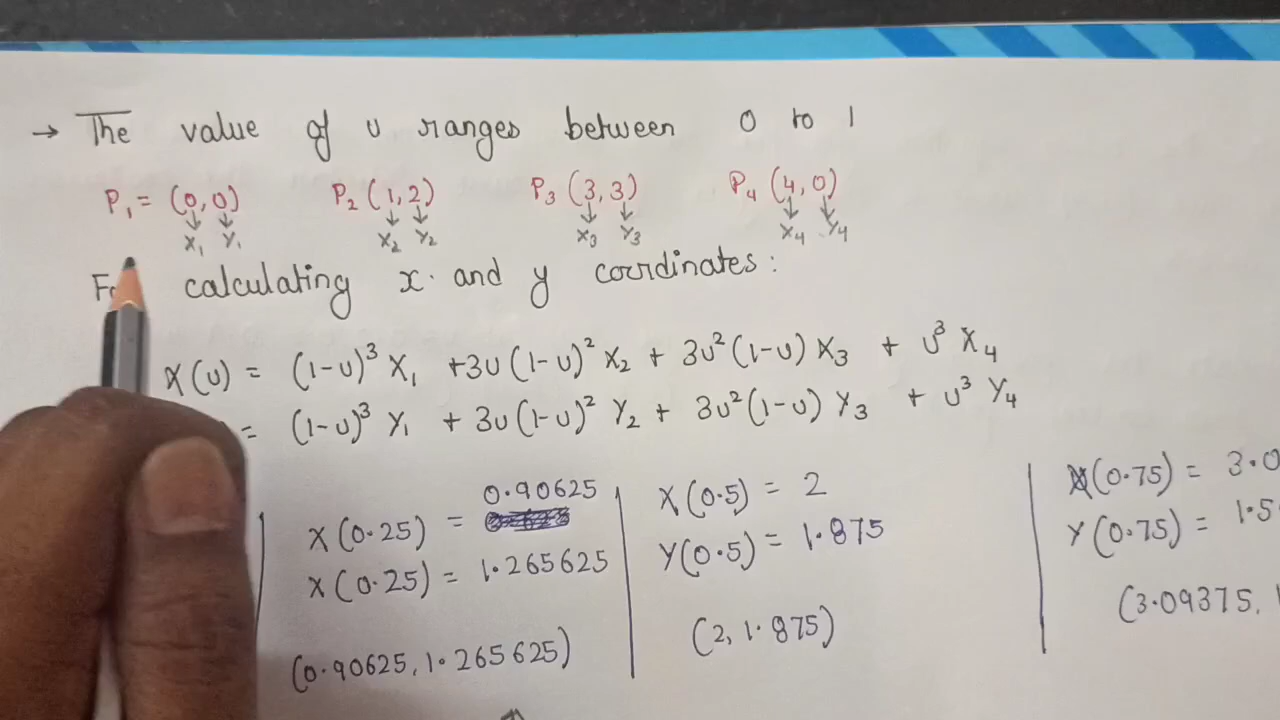 → The value of u ranges between 0 to 1
P₁ = (0,0) P₂ (1,2) P₃ (3,3) P₄ (4,0)
X₁ Y₁ X₂ Y₂ X₃ Y₃ X₄ Y₄
calculating x and y coordinates:
X(u) = (1-u)³ X₁ + 3u(1-u)² X₂ + 3u²(1-u) X₃ + u³ X₄
= (1-u)³ Y₁ + 3u(1-u)² Y₂ + 3u²(1-u) Y₃ + u³ Y₄
X(0.25) = 0.90625
X(0.25) = 1.265625
(0.90625, 1.265625)
X(0.5) = 2
Y(0.5) = 1.875
(2, 1.875)
X(0.75) = 3.0
Y(0.75) = 1.5
(3.09375, 1